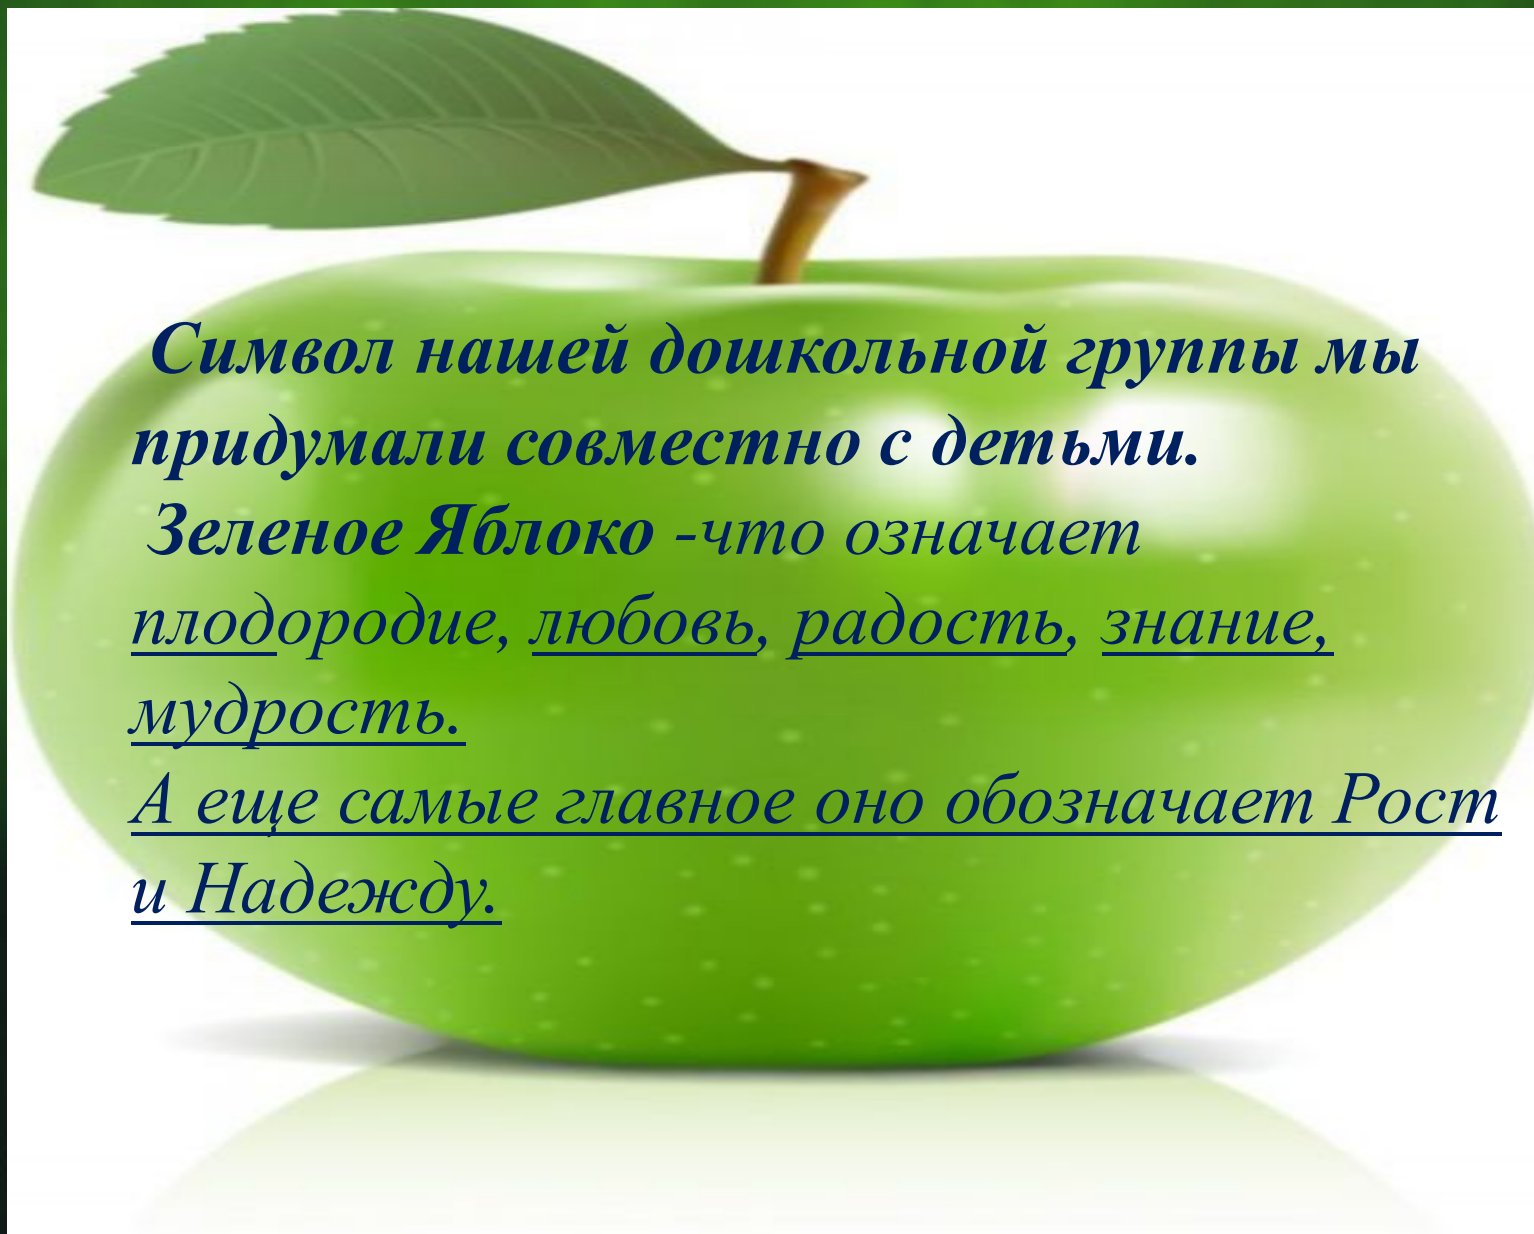 Символ нашей дошкольной группы мы
придумали совместно с детьми.
Зеленое Яблоко -что означает
плодородие, любовь, радость, знание,
мудрость.
А еще самые главное оно обозначает Рост
и Надежду.